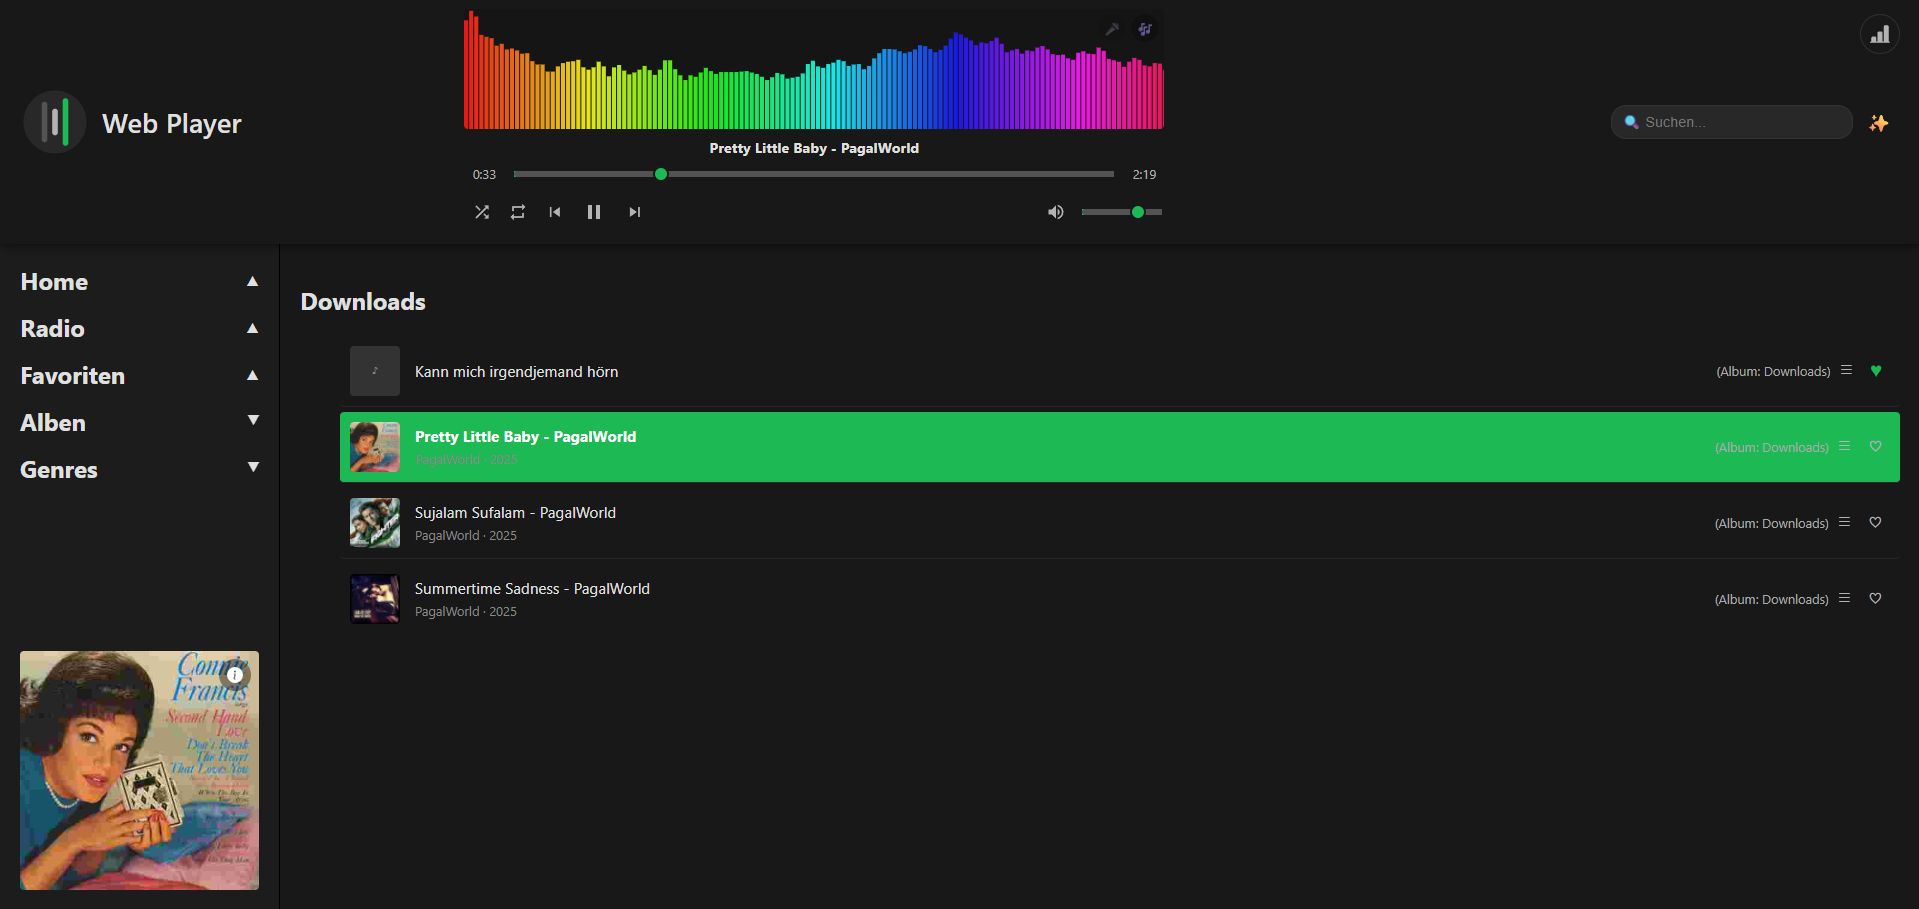 Web Player
Suchen...
Pretty Little Baby - PagalWorld
0:33
2:19
Home
Radio
Favoriten
Alben
Genres
Downloads
Kann mich irgendjemand hörn
(Album: Downloads)
Pretty Little Baby - PagalWorld
PagalWorld · 2025
(Album: Downloads)
Sujalam Sufalam - PagalWorld
PagalWorld · 2025
(Album: Downloads)
Summertime Sadness - PagalWorld
PagalWorld · 2025
(Album: Downloads)
Connie
i
Francis
sings
Second Hand
Love
Don't Break
The Heart
That Loves You